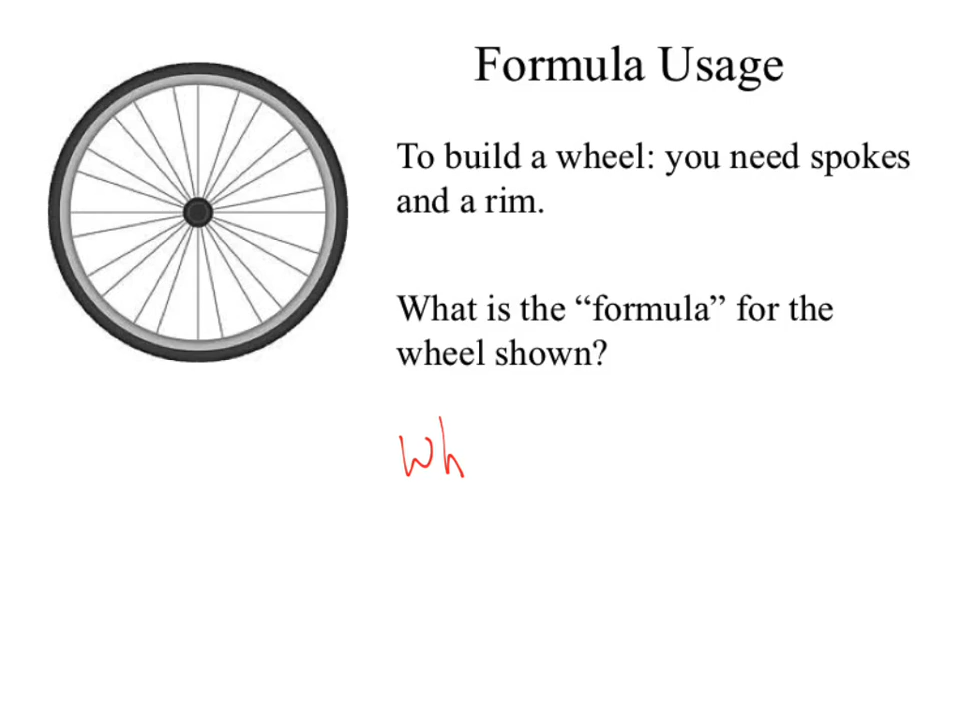 Formula Usage
To build a wheel: you need spokes
and a rim.
What is the “formula” for the
wheel shown?
Wh